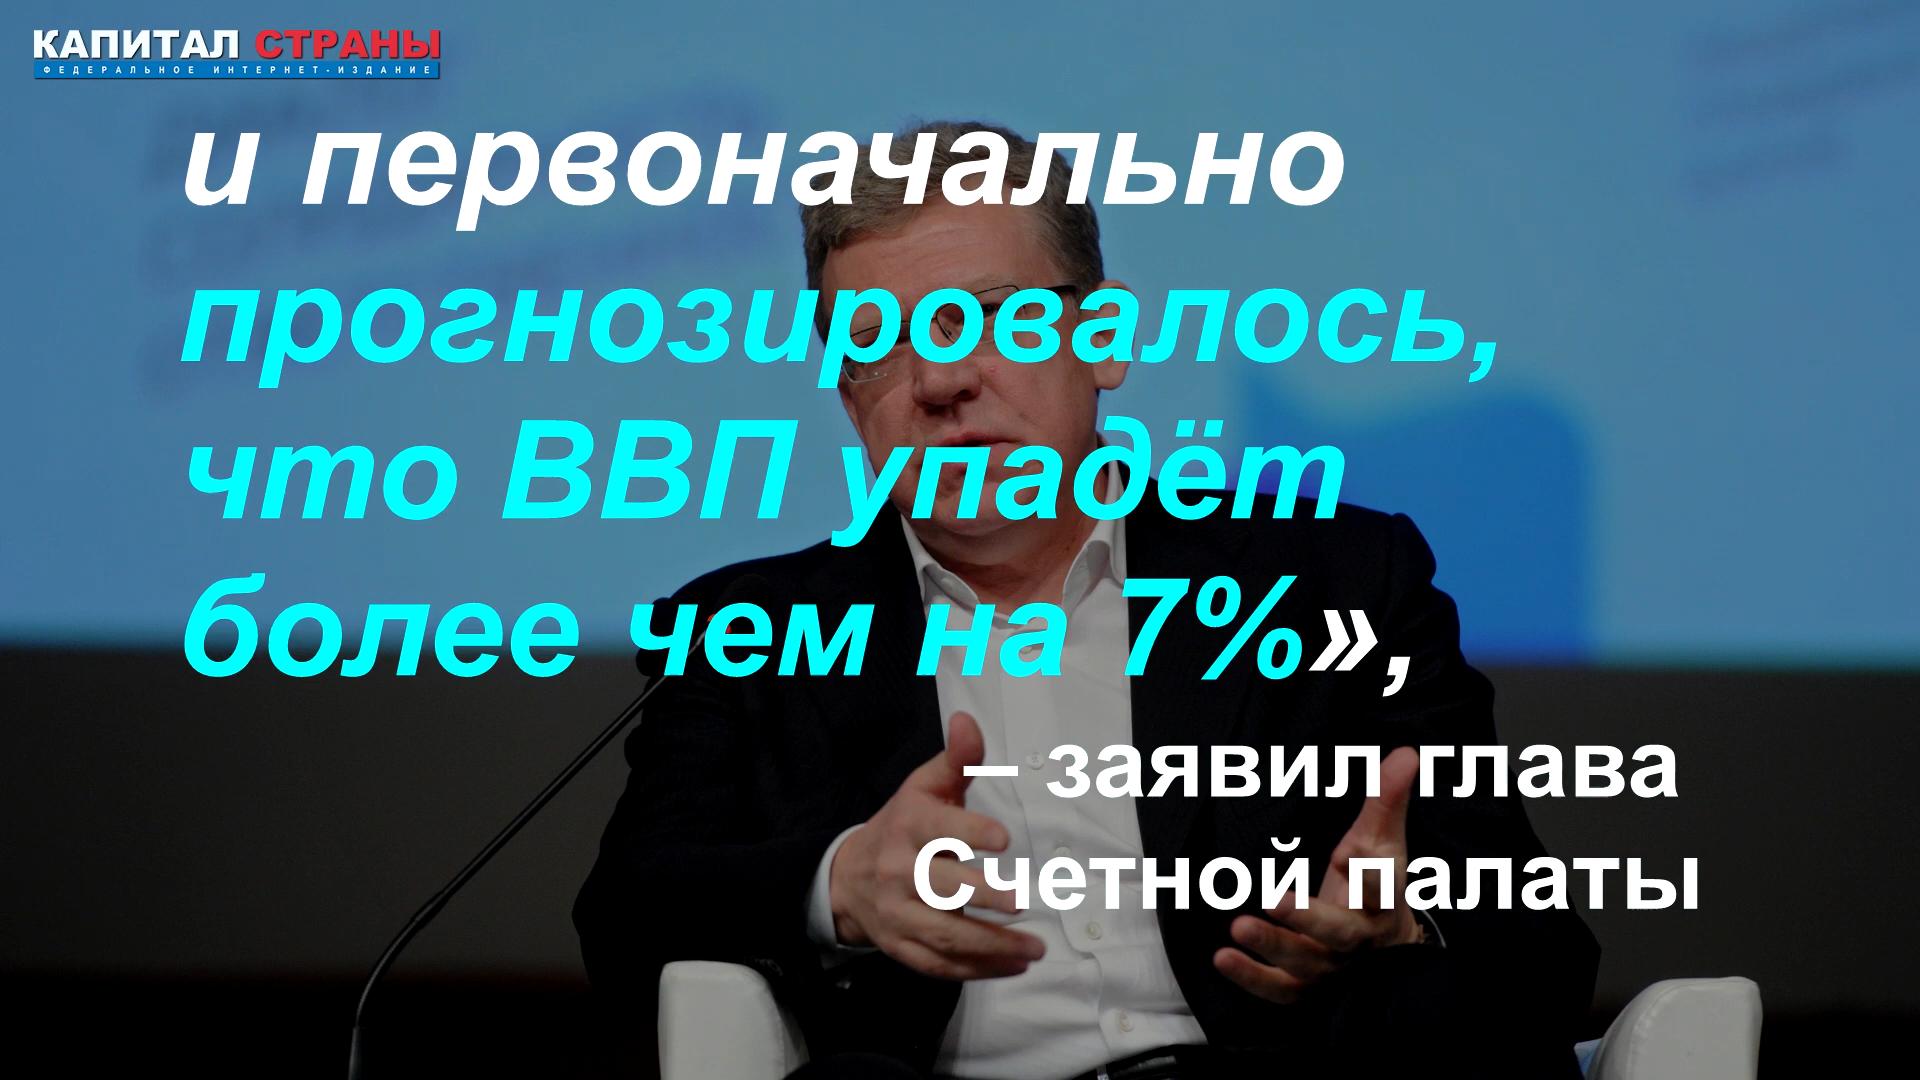 КАПИТАЛ СТРАНЫ
ФЕДЕРАЛЬНОЕ ИНТЕРНЕТ-ИЗДАНИЕ
и первоначально
прогнозировалось,
что ВВП упадёт
более чем на 7%»,
– заявил глава
Счетной палаты